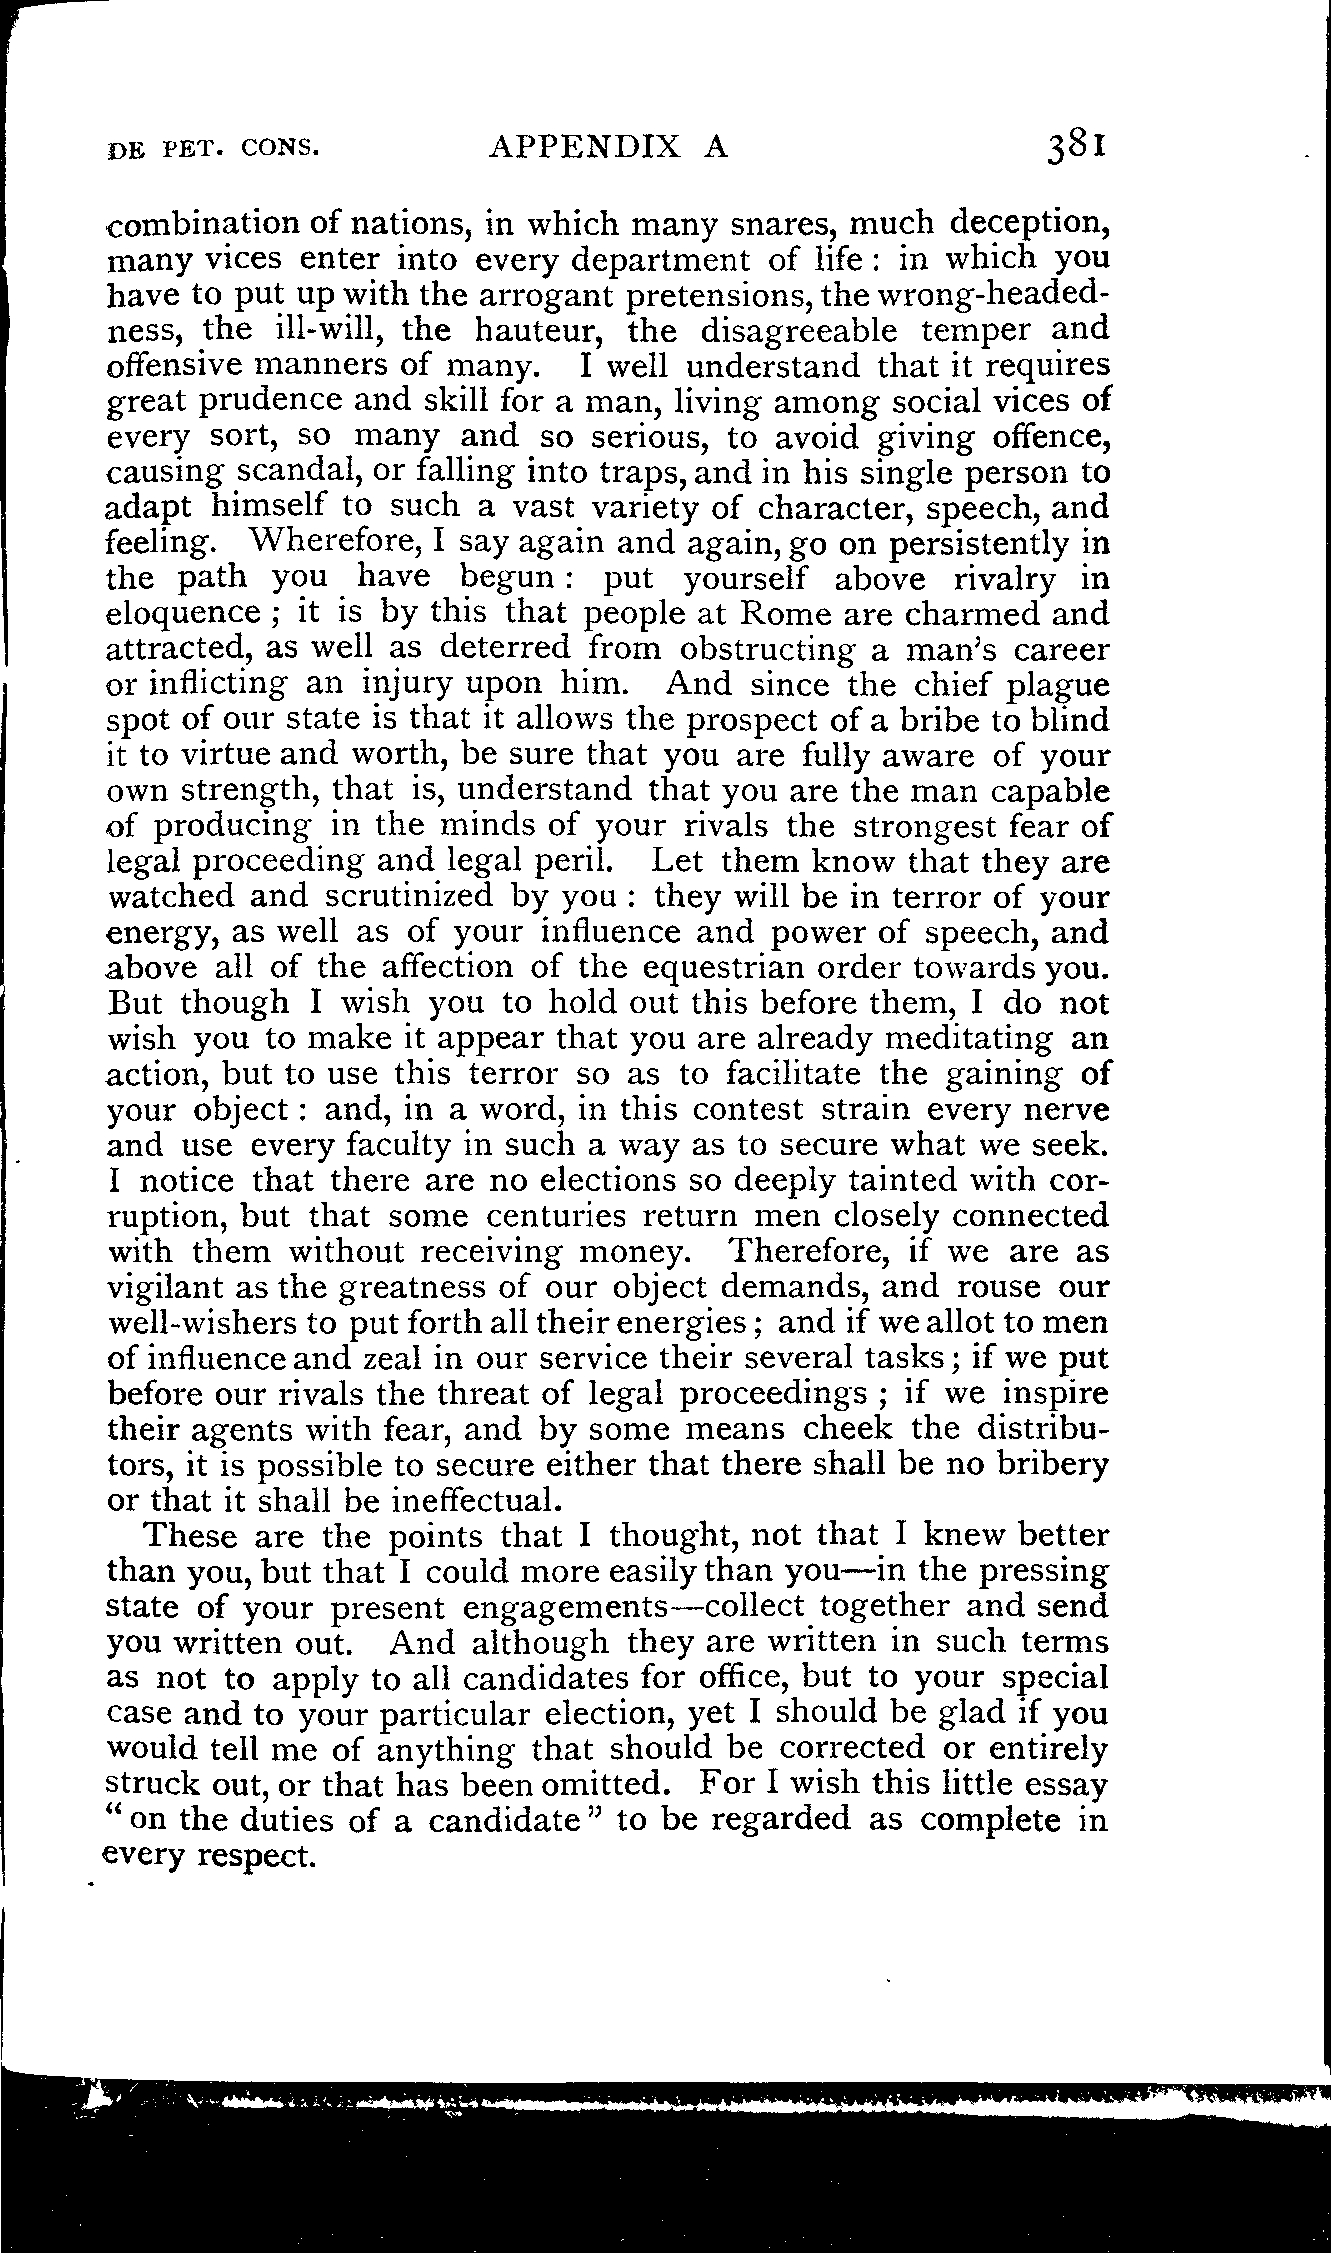 DE PET. CONS. APPENDIX A 381
combination of nations, in which many snares, much deception,
many vices enter into every department of life : in which you
have to put up with the arrogant pretensions, the wrong-headed-
ness, the ill-will, the hauteur, the disagreeable temper and
offensive manners of many. I well understand that it requires
great prudence and skill for a man, living among social vices of
every sort, so many and so serious, to avoid giving offence,
causing scandal, or falling into traps, and in his single person to
adapt himself to such a vast variety of character, speech, and
feeling. Wherefore, I say again and again, go on persistently in
the path you have begun : put yourself above rivalry in
eloquence ; it is by this that people at Rome are charmed and
attracted, as well as deterred from obstructing a man's career
or inflicting an injury upon him. And since the chief plague
spot of our state is that it allows the prospect of a bribe to blind
it to virtue and worth, be sure that you are fully aware of your
own strength, that is, understand that you are the man capable
of producing in the minds of your rivals the strongest fear of
legal proceeding and legal peril. Let them know that they are
watched and scrutinized by you : they will be in terror of your
energy, as well as of your influence and power of speech, and
above all of the affection of the equestrian order towards you.
But though I wish you to hold out this before them, I do not
wish you to make it appear that you are already meditating an
action, but to use this terror so as to facilitate the gaining of
your object : and, in a word, in this contest strain every nerve
and use every faculty in such a way as to secure what we seek.
I notice that there are no elections so deeply tainted with cor-
ruption, but that some centuries return men closely connected
with them without receiving money. Therefore, if we are as
vigilant as the greatness of our object demands, and rouse our
well-wishers to put forth all their energies ; and if we allot to men
of influence and zeal in our service their several tasks ; if we put
before our rivals the threat of legal proceedings ; if we inspire
their agents with fear, and by some means cheek the distribu-
tors, it is possible to secure either that there shall be no bribery
or that it shall be ineffectual.
These are the points that I thought, not that I knew better
than you, but that I could more easily than you—in the pressing
state of your present engagements—collect together and send
you written out. And although they are written in such terms
as not to apply to all candidates for office, but to your special
case and to your particular election, yet I should be glad if you
would tell me of anything that should be corrected or entirely
struck out, or that has been omitted. For I wish this little essay
“ on the duties of a candidate ” to be regarded as complete in
every respect.